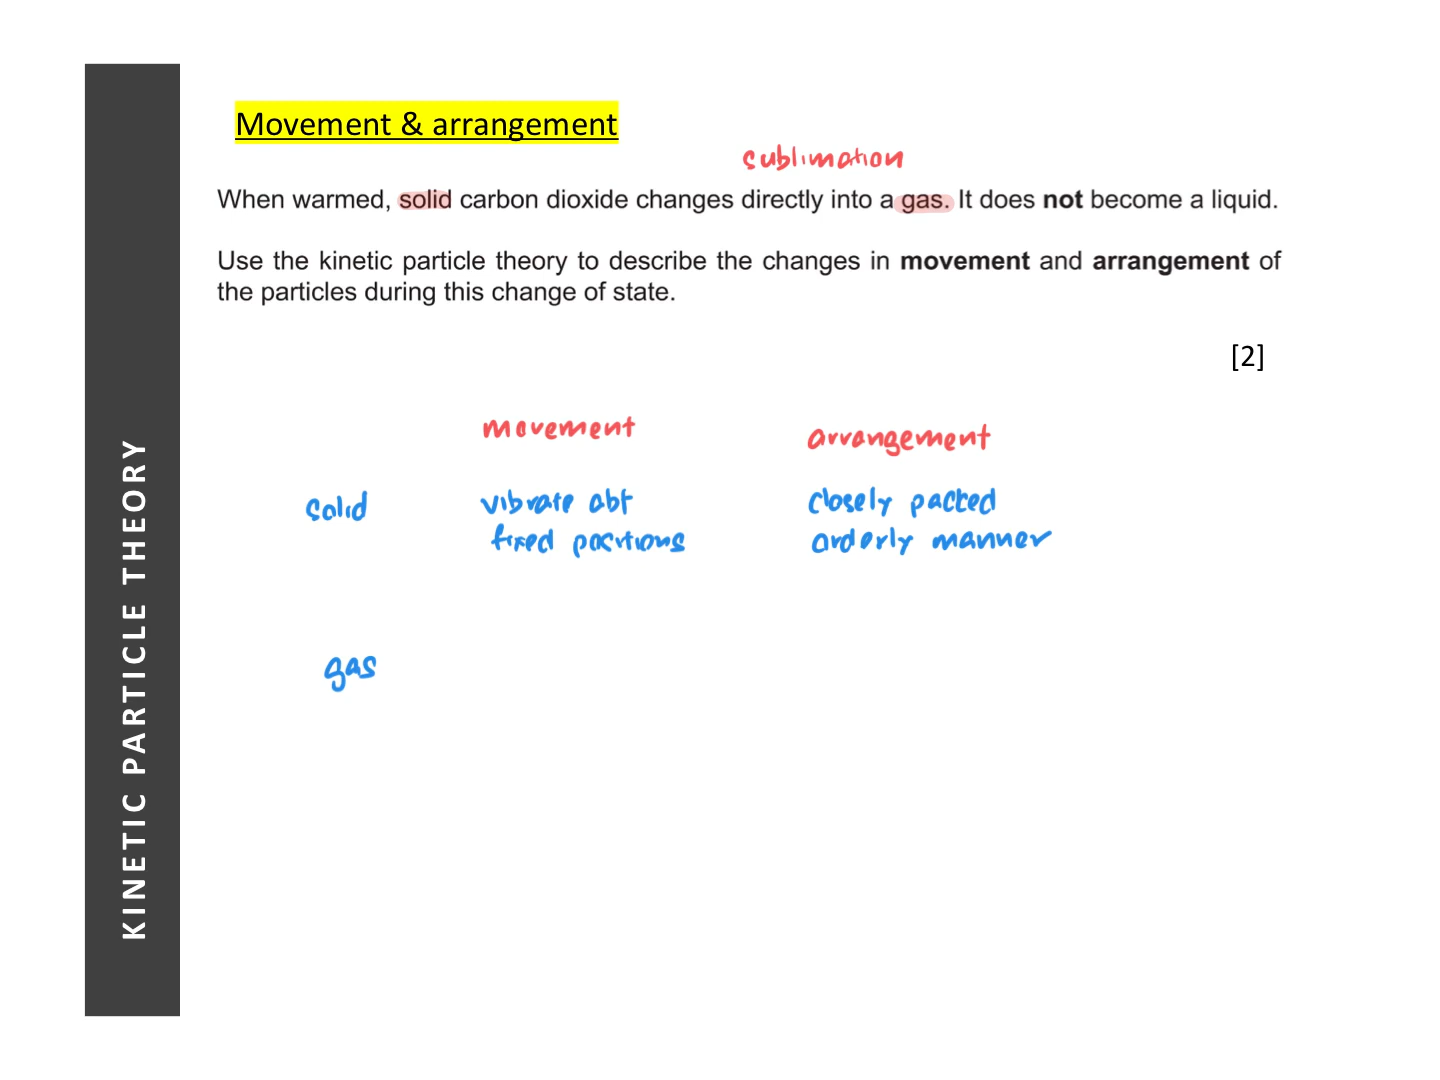 KINETIC PARTICLE THEORY
Movement & arrangement
sublimation
When warmed, solid carbon dioxide changes directly into a gas. It does not become a liquid.
Use the kinetic particle theory to describe the changes in movement and arrangement of
the particles during this change of state.
[2]
movement arrangement
solid vibrate abt closely packed
fixed positions orderly manner
gas